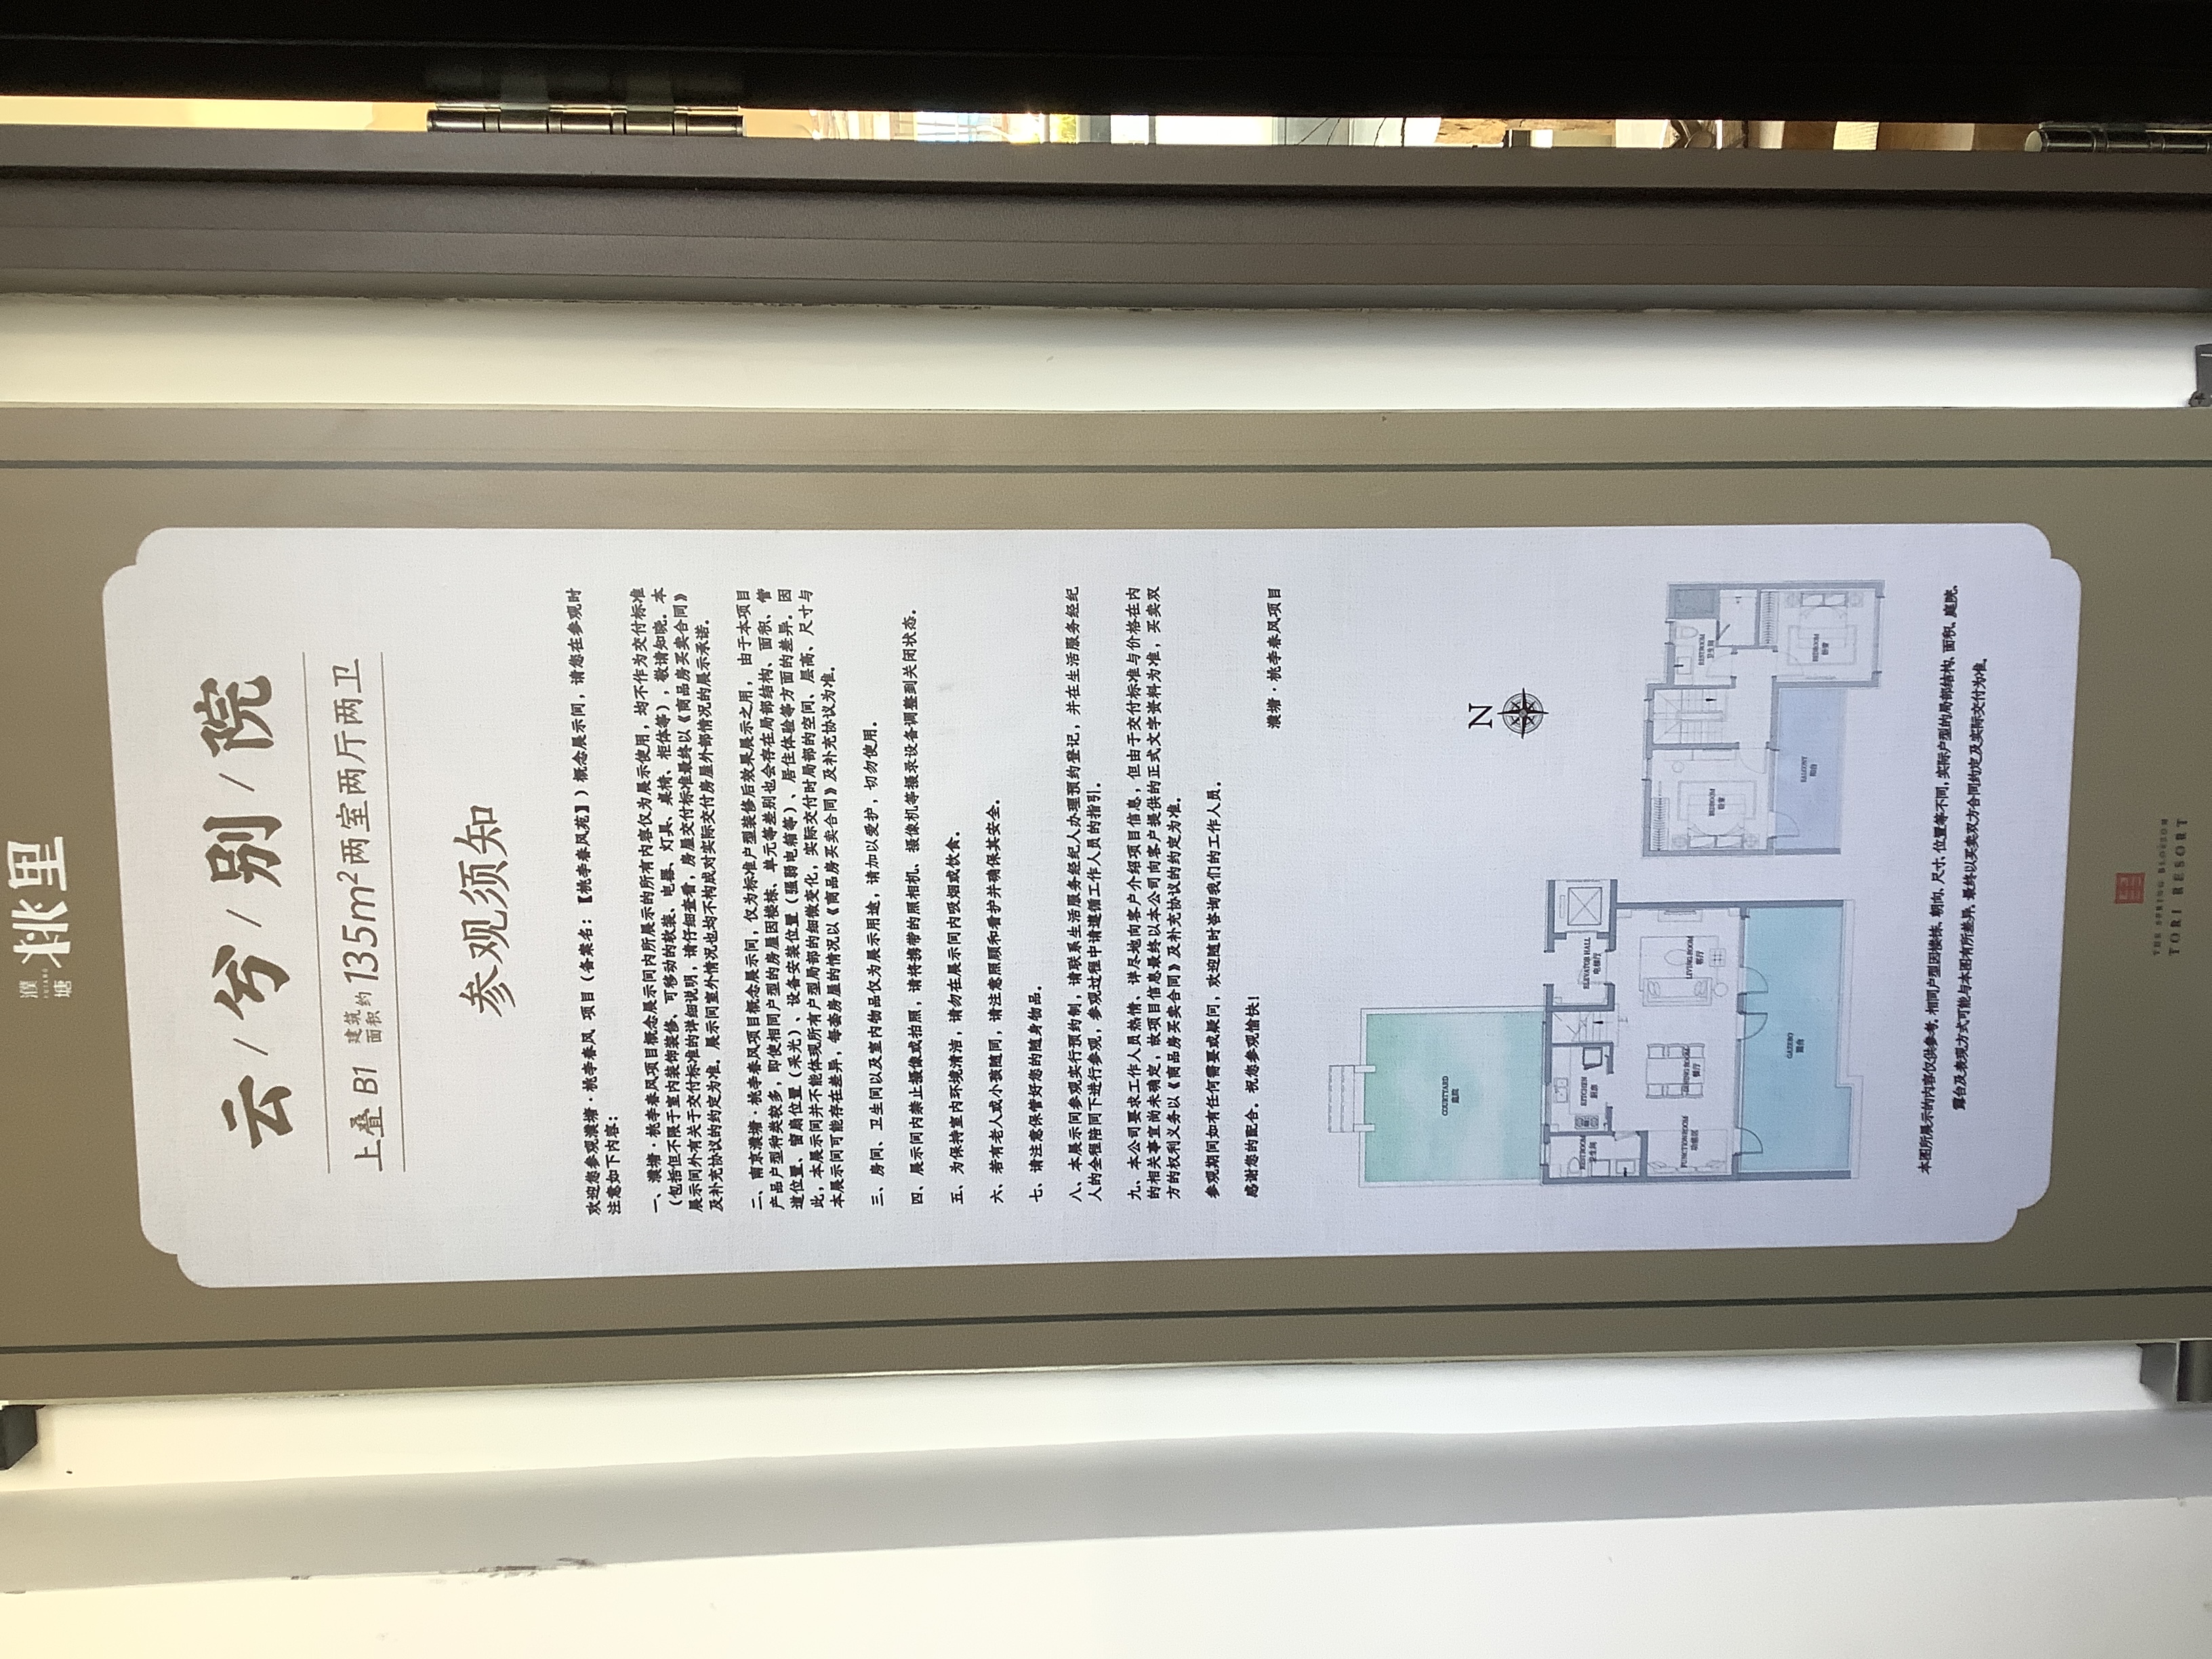 濮塘
FUTANG
桃里
云/兮/别/院
上叠 B1 建筑面积约135m²两室两厅两卫
参观须知
欢迎您参观濮塘·桃李春风 项目（备案名：【桃李春风苑】）概念展示间，请您在参观时
注意如下内容：
一、濮塘·桃李春风项目概念展示间内所展示的所有内容仅为展示使用，均不作为交付标准
（包括但不限于室内装饰装修、可移动的软装、电器、灯具、桌椅、柜体等），敬请知晓。本
展示间外有关于交付标准的详细说明，请仔细查看，房屋交付标准最终以《商品房买卖合同》
及补充协议的约定为准。展示间室外情况也均不构成对实际交付房屋外部情况的展示承诺。
二、南京濮塘·桃李春风项目概念展示间，仅为标准户型装修后效果展示之用， 由于本项目
产品户型种类较多，即使相同户型的房屋因楼栋、单元等差别也会存在局部结构、面积、管
道位置、窗扇位置（采光）、设备安装位置（强弱电箱等）、居住体验等方面的差异。因
此，本展示间并不能体现所有户型局部的细微变化，实际交付时局部的空间、层高、尺寸与
本展示间可能存在差异，每套房屋的情况以《商品房买卖合同》及补充协议为准。
三、房间、卫生间以及室内物品仅为展示用途，请加以爱护，切勿使用。
四、展示间内禁止摄像或拍照，请将携带的照相机、摄像机等摄录设备调整到关闭状态。
五、为保持室内环境清洁，请勿在展示间内吸烟或饮食。
六、若有老人或小孩随同，请注意照顾和看护并确保其安全。
七、请注意保管好您的随身物品。
八、本展示间参观实行预约制，请联系生活服务经纪人办理预约登记，并在生活服务经纪
人的全程陪同下进行参观，参观过程中请遵循工作人员的指引。
九、本公司要求工作人员热情、详尽地向客户介绍项目信息，但由于交付标准与价格在内
的相关事宜尚未确定，故项目信息最终以本公司向客户提供的正式文字资料为准，买卖双
方的权利义务以《商品房买卖合同》及补充协议的约定为准。
参观期间如有任何需要或疑问，欢迎随时咨询我们的工作人员。
感谢您的配合。祝您参观愉快！
濮塘·桃李春风项目
COURTYARD
庭院
N
RESTROOM
卫生间
KITCHEN
厨房
ELEVATOR HALL
电梯厅
FUNCTION ROOM
功能区
DINING ROOM
餐厅
LIVING ROOM
客厅
GAZEBO
露台
BEDROOM
卧室
RESTROOM
卫生间
BALCONY
阳台
BEDROOM
卧室
本图所展示的内容仅供参考，相同户型因楼栋、朝向、尺寸、位置等不同，实际户型的局部结构、面积、庭院、
露台及表现方式可能与本图有所差异，最终以买卖双方合同约定及实际交付为准。
里
THE SPRING BLOSSOM
TORI RESORT